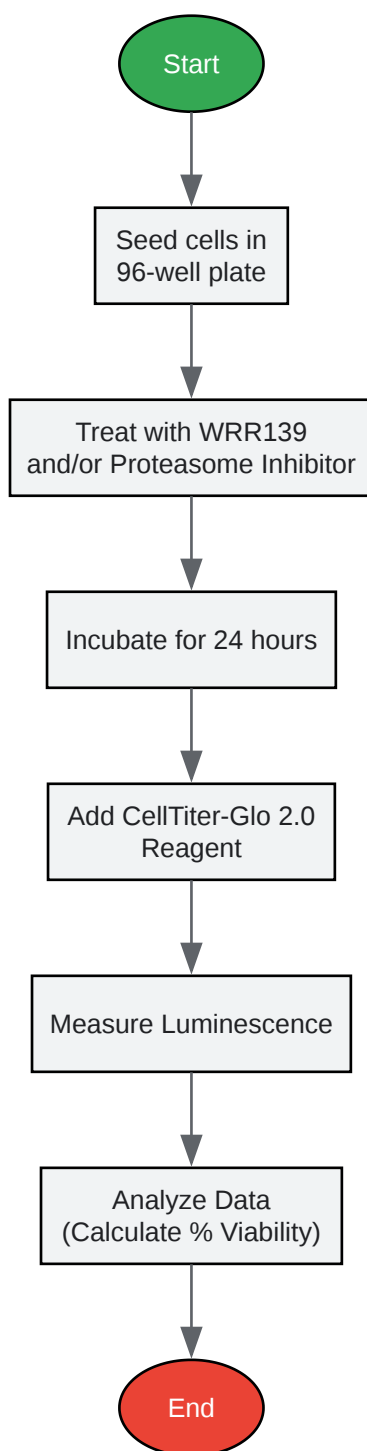 Start
Seed cells in
96-well plate
Treat with WRR139
and/or Proteasome Inhibitor
Incubate for 24 hours
Add CellTiter-Glo 2.0
Reagent
Measure Luminescence
Analyze Data
(Calculate % Viability)
End